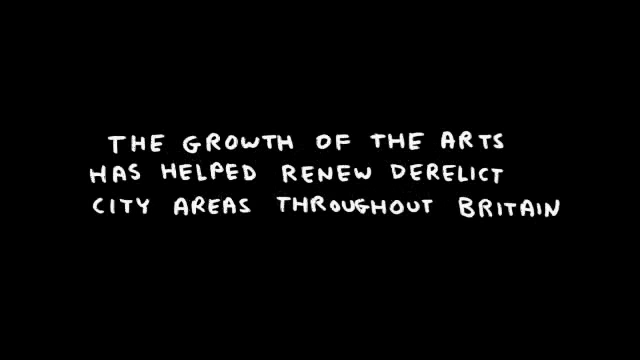 THE GROWTH OF THE ARTS
HAS HELPED RENEW DERELICT
CITY AREAS THROUGHOUT BRITAIN